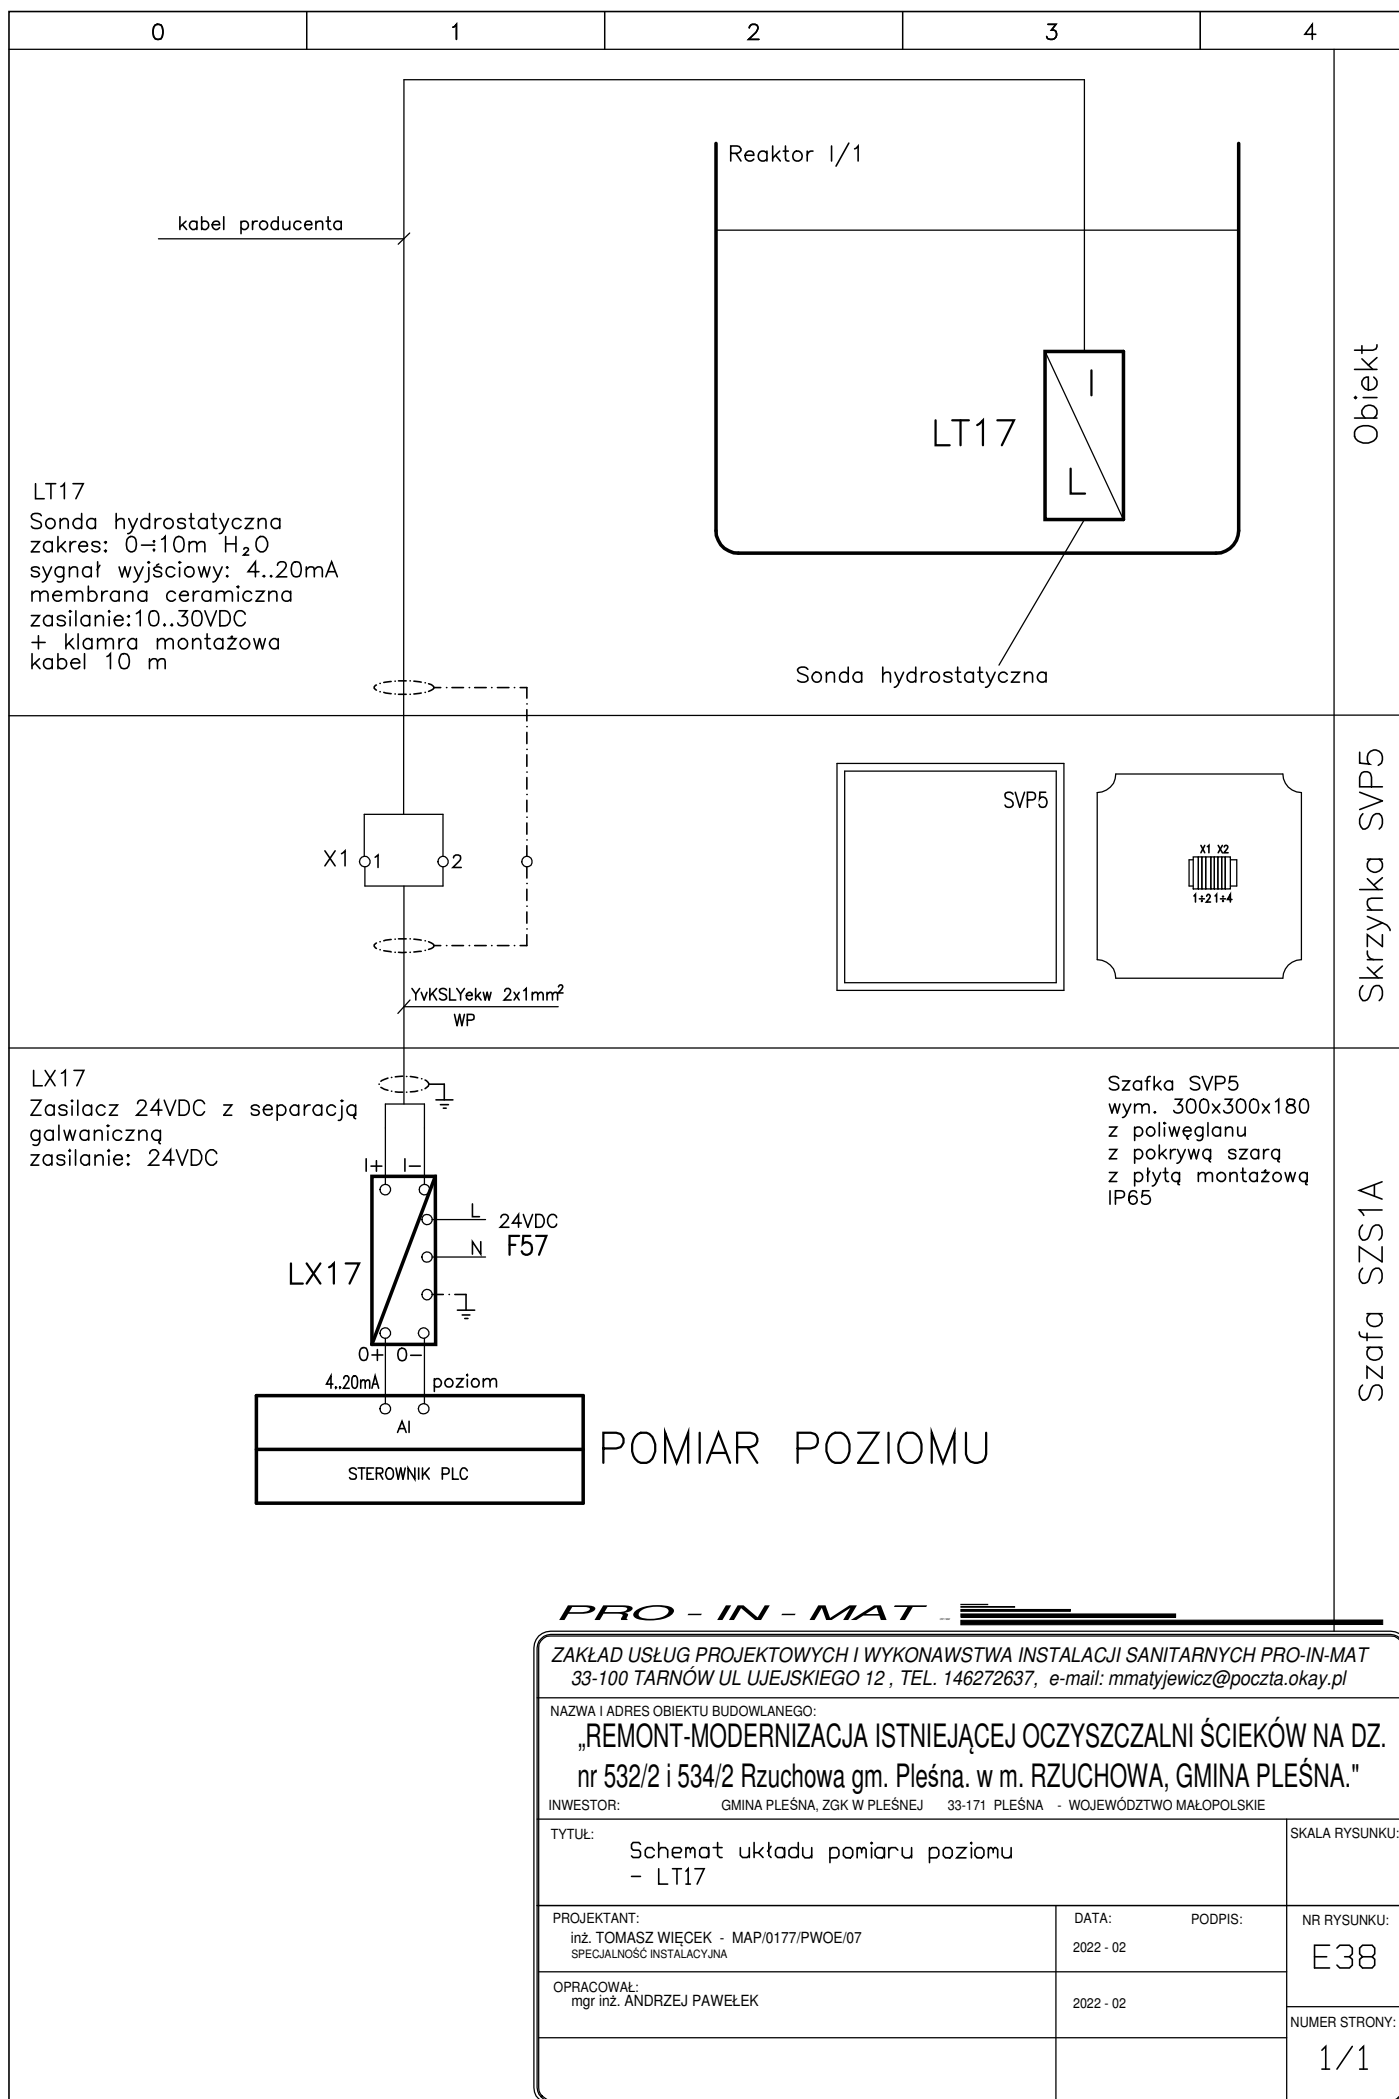 0 1 2 3 4
Reaktor I/1
kabel producenta
Obiekt
I
LT17
L
LT17
Sonda hydrostatyczna
zakres: 0÷10m H₂O
sygnał wyjściowy: 4..20mA
membrana ceramiczna
zasilanie:10..30VDC
+ klamra montażowa
kabel 10 m
Sonda hydrostatyczna
Skrzynka SVP5
SVP5
X1 1 2
X1 X2
1÷2 1÷4
YvKSLYekw 2x1mm²
WP
LX17
Zasilacz 24VDC z separacją
galwaniczną
zasilanie: 24VDC
Szafka SVP5
wym. 300x300x180
z poliwęglanu
z pokrywą szarą
z płytą montażową
IP65
Szafa SZS1A
I+ I-
L 24VDC
N F57
LX17
0+ 0-
4..20mA poziom
AI
STEROWNIK PLC
POMIAR POZIOMU
PRO - IN - MAT
ZAKŁAD USŁUG PROJEKTOWYCH I WYKONAWSTWA INSTALACJI SANITARNYCH PRO-IN-MAT
33-100 TARNÓW UL UJEJSKIEGO 12 , TEL. 146272637, e-mail: mmatyjewicz@poczta.okay.pl
NAZWA I ADRES OBIEKTU BUDOWLANEGO:
„REMONT-MODERNIZACJA ISTNIEJĄCEJ OCZYSZCZALNI ŚCIEKÓW NA DZ.
nr 532/2 i 534/2 Rzuchowa gm. Pleśna. w m. RZUCHOWA, GMINA PLEŚNA."
INWESTOR: GMINA PLEŚNA, ZGK W PLEŚNEJ 33-171 PLEŚNA - WOJEWÓDZTWO MAŁOPOLSKIE
TYTUŁ:
Schemat układu pomiaru poziomu
- LT17
SKALA RYSUNKU:
PROJEKTANT:
inż. TOMASZ WIĘCEK - MAP/0177/PWOE/07
SPECJALNOŚĆ INSTALACYJNA
DATA: PODPIS:
2022 - 02
NR RYSUNKU:
E38
OPRACOWAŁ:
mgr inż. ANDRZEJ PAWEŁEK
2022 - 02
NUMER STRONY:
1/1